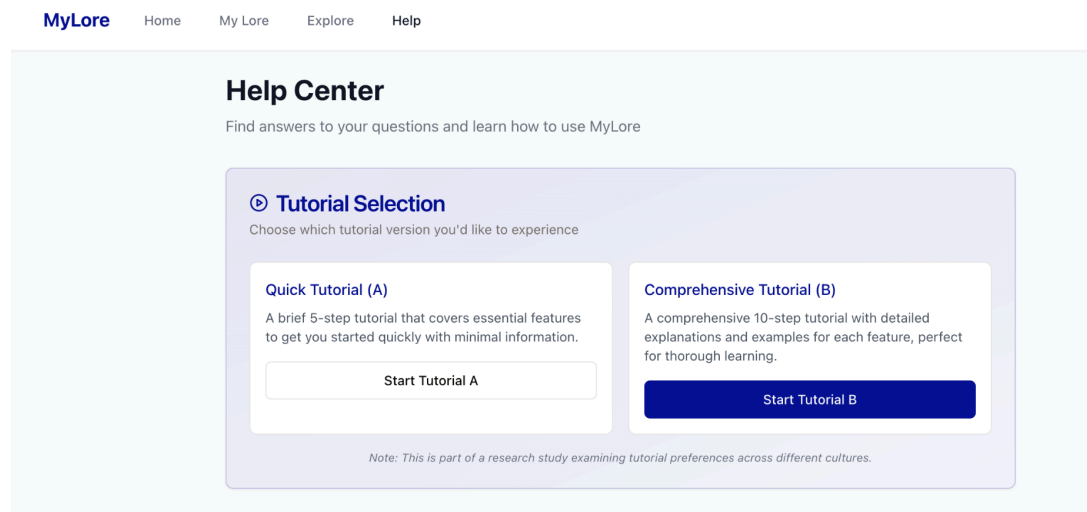 MyLore Home My Lore Explore Help
Help Center
Find answers to your questions and learn how to use MyLore
Tutorial Selection
Choose which tutorial version you'd like to experience
Quick Tutorial (A)
A brief 5-step tutorial that covers essential features
to get you started quickly with minimal information.
Start Tutorial A
Comprehensive Tutorial (B)
A comprehensive 10-step tutorial with detailed
explanations and examples for each feature, perfect
for thorough learning.
Start Tutorial B
Note: This is part of a research study examining tutorial preferences across different cultures.